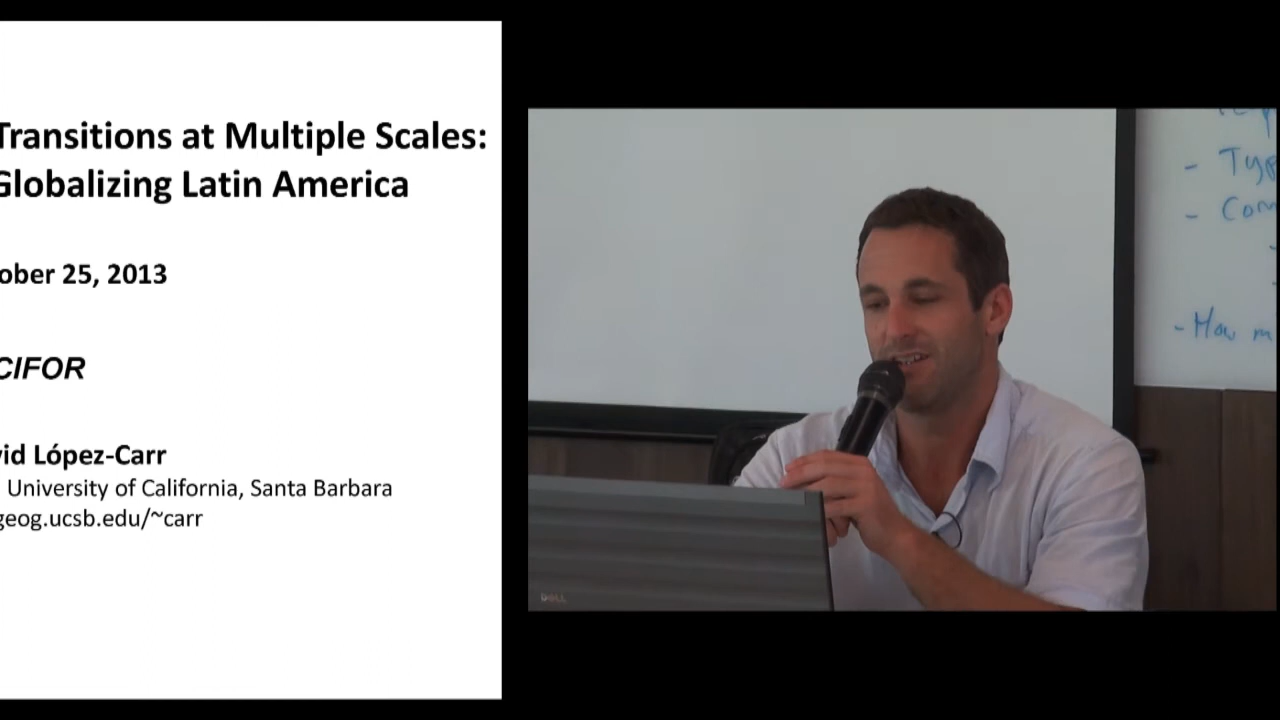 Transitions at Multiple Scales:
Globalizing Latin America
ober 25, 2013
CIFOR
vid López-Carr
University of California, Santa Barbara
geog.ucsb.edu/~carr
- Typ
- Com
- How m
DELL